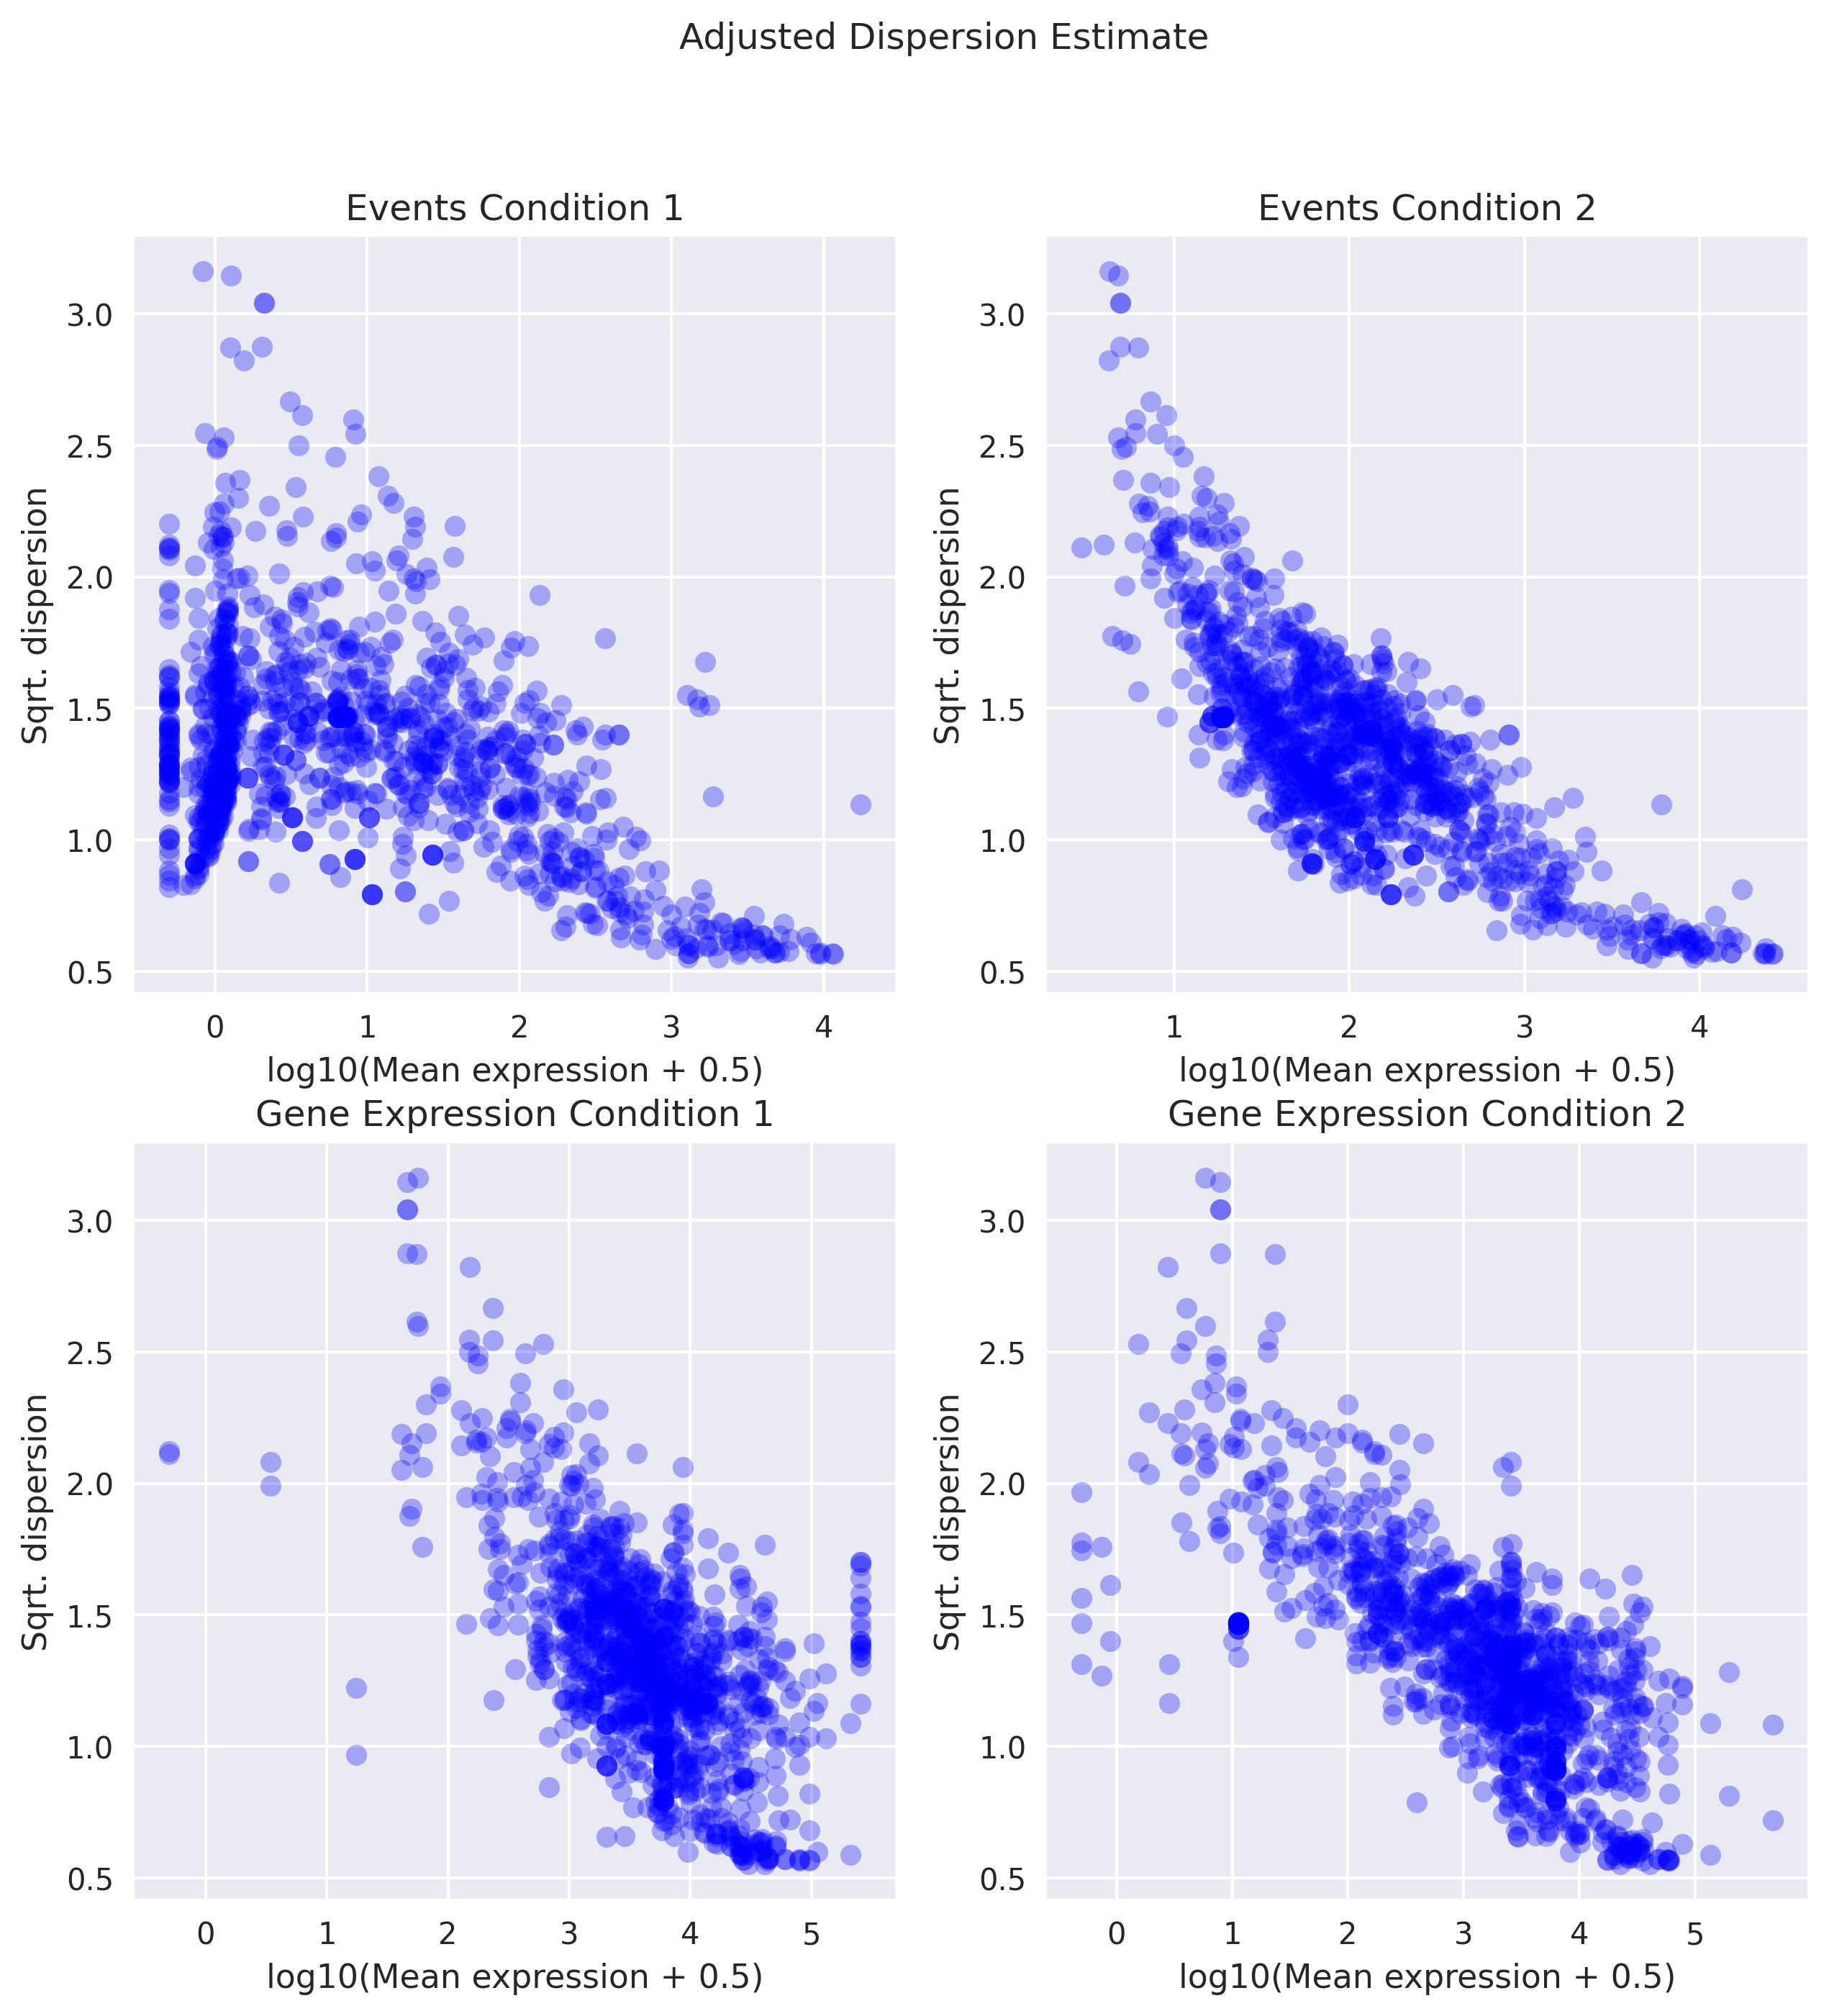 Adjusted Dispersion Estimate
Events Condition 1
Sqrt. dispersion
3.0
2.5
2.0
1.5
1.0
0.5
0 1 2 3 4
log10(Mean expression + 0.5)
Events Condition 2
Sqrt. dispersion
3.0
2.5
2.0
1.5
1.0
0.5
1 2 3 4
log10(Mean expression + 0.5)
Gene Expression Condition 1
Sqrt. dispersion
3.0
2.5
2.0
1.5
1.0
0.5
0 1 2 3 4 5
log10(Mean expression + 0.5)
Gene Expression Condition 2
Sqrt. dispersion
3.0
2.5
2.0
1.5
1.0
0.5
0 1 2 3 4 5
log10(Mean expression + 0.5)